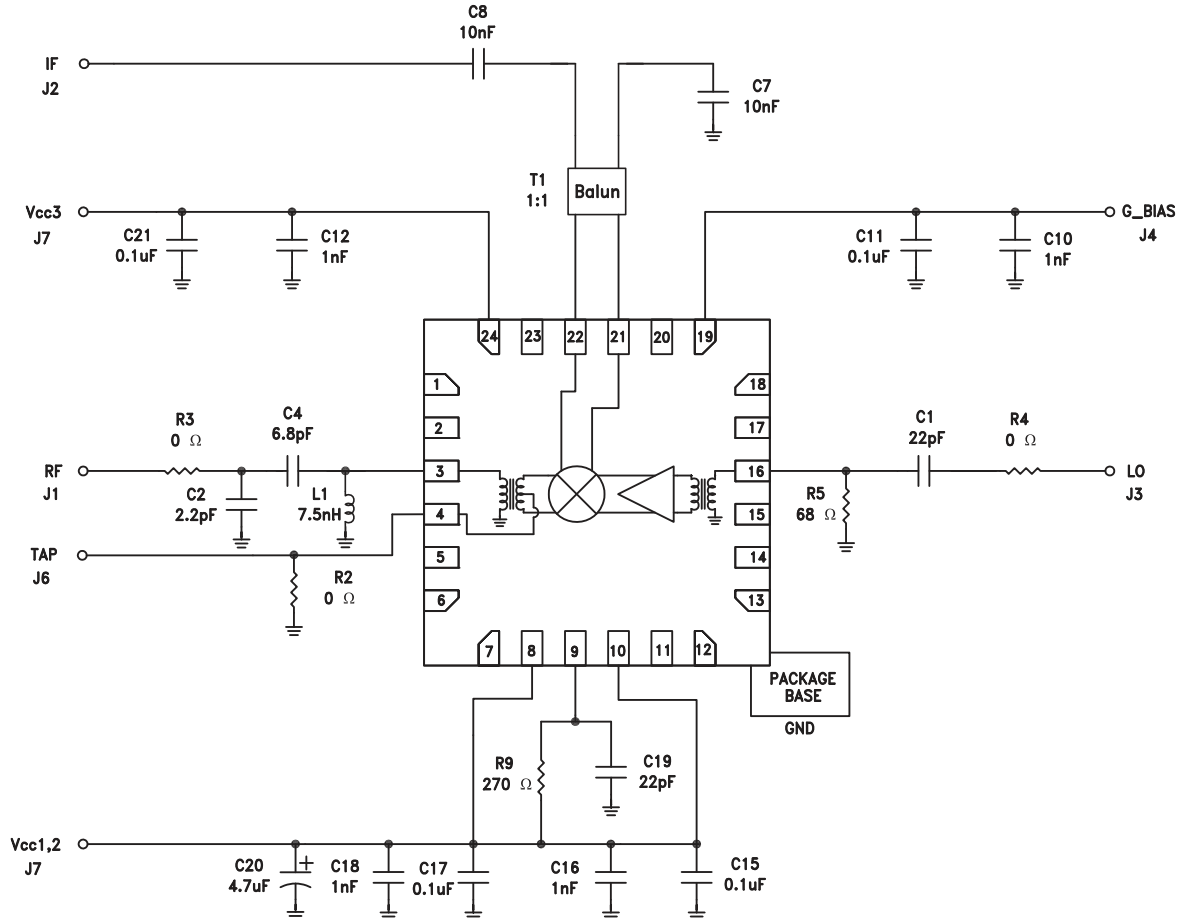 C8
10nF
IF
J2
C7
10nF
T1
1:1
Balun
Vcc3
J7
C21
0.1uF
C12
1nF
C11
0.1uF
C10
1nF
G_BIAS
J4
24
23
22
21
20
19
1
2
3
4
5
6
18
17
16
15
14
13
7
8
9
10
11
12
R3
0 Ω
C4
6.8pF
RF
J1
C2
2.2pF
L1
7.5nH
TAP
J6
R2
0 Ω
C1
22pF
R4
0 Ω
R5
68 Ω
LO
J3
PACKAGE
BASE
GND
R9
270 Ω
C19
22pF
Vcc1,2
J7
C20
4.7uF
+
C18
1nF
C17
0.1uF
C16
1nF
C15
0.1uF